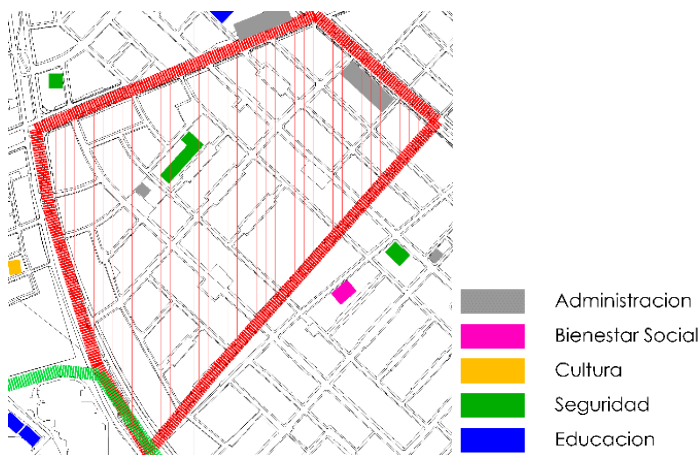 Administracion
Bienestar Social
Cultura
Seguridad
Educacion